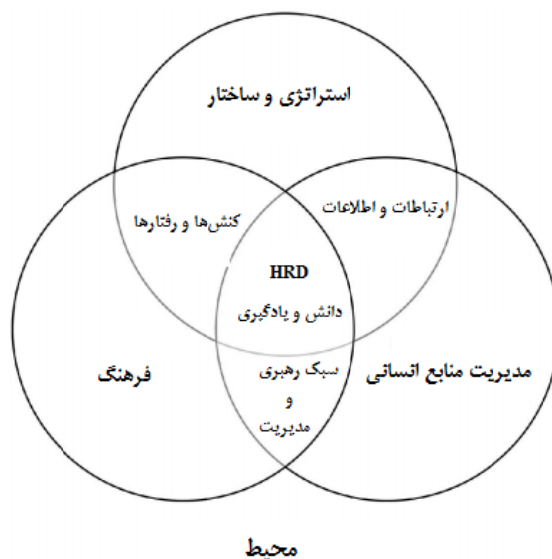 استراتژی و ساختار
ارتباطات و اطلاعات
کنش‌ها و رفتارها
HRD
دانش و یادگیری
سبک رهبری
و
مدیریت
مدیریت منابع انسانی
فرهنگ
محیط